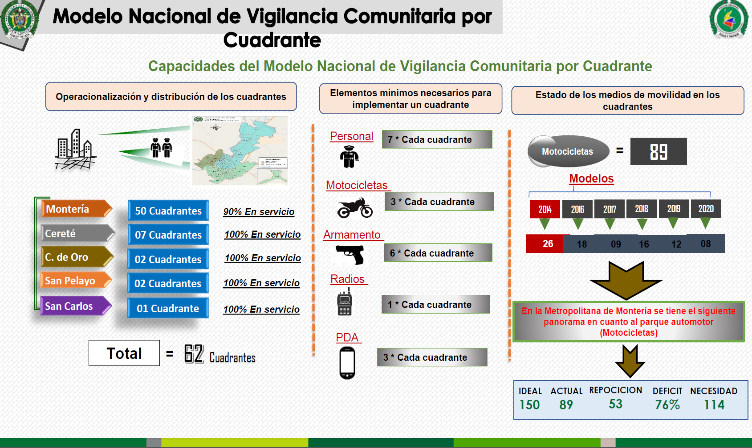 Modelo Nacional de Vigilancia Comunitaria por
Cuadrante
Capacidades del Modelo Nacional de Vigilancia Comunitaria por Cuadrante
Operacionalización y distribución de los cuadrantes
Montería
50 Cuadrantes
90% En servicio
Cereté
07 Cuadrantes
100% En servicio
C. de Oro
02 Cuadrantes
100% En servicio
San Pelayo
02 Cuadrantes
100% En servicio
San Carlos
01 Cuadrante
100% En servicio
Total = 62 Cuadrantes
Elementos mínimos necesarios para
implementar un cuadrante
Personal
7 * Cada cuadrante
Motocicletas
3 * Cada cuadrante
Armamento
6 * Cada cuadrante
Radios
1 * Cada cuadrante
PDA
3 * Cada cuadrante
Estado de los medios de movilidad en los
cuadrantes
Motocicletas = 89
Modelos
2014 2016 2017 2018 2019 2020
26 18 09 16 12 08
En la Metropolitana de Montería se tiene el siguiente
panorama en cuanto al parque automotor
(Motocicletas)
IDEAL ACTUAL REPOCICION DEFICIT NECESIDAD
150 89 53 76% 114